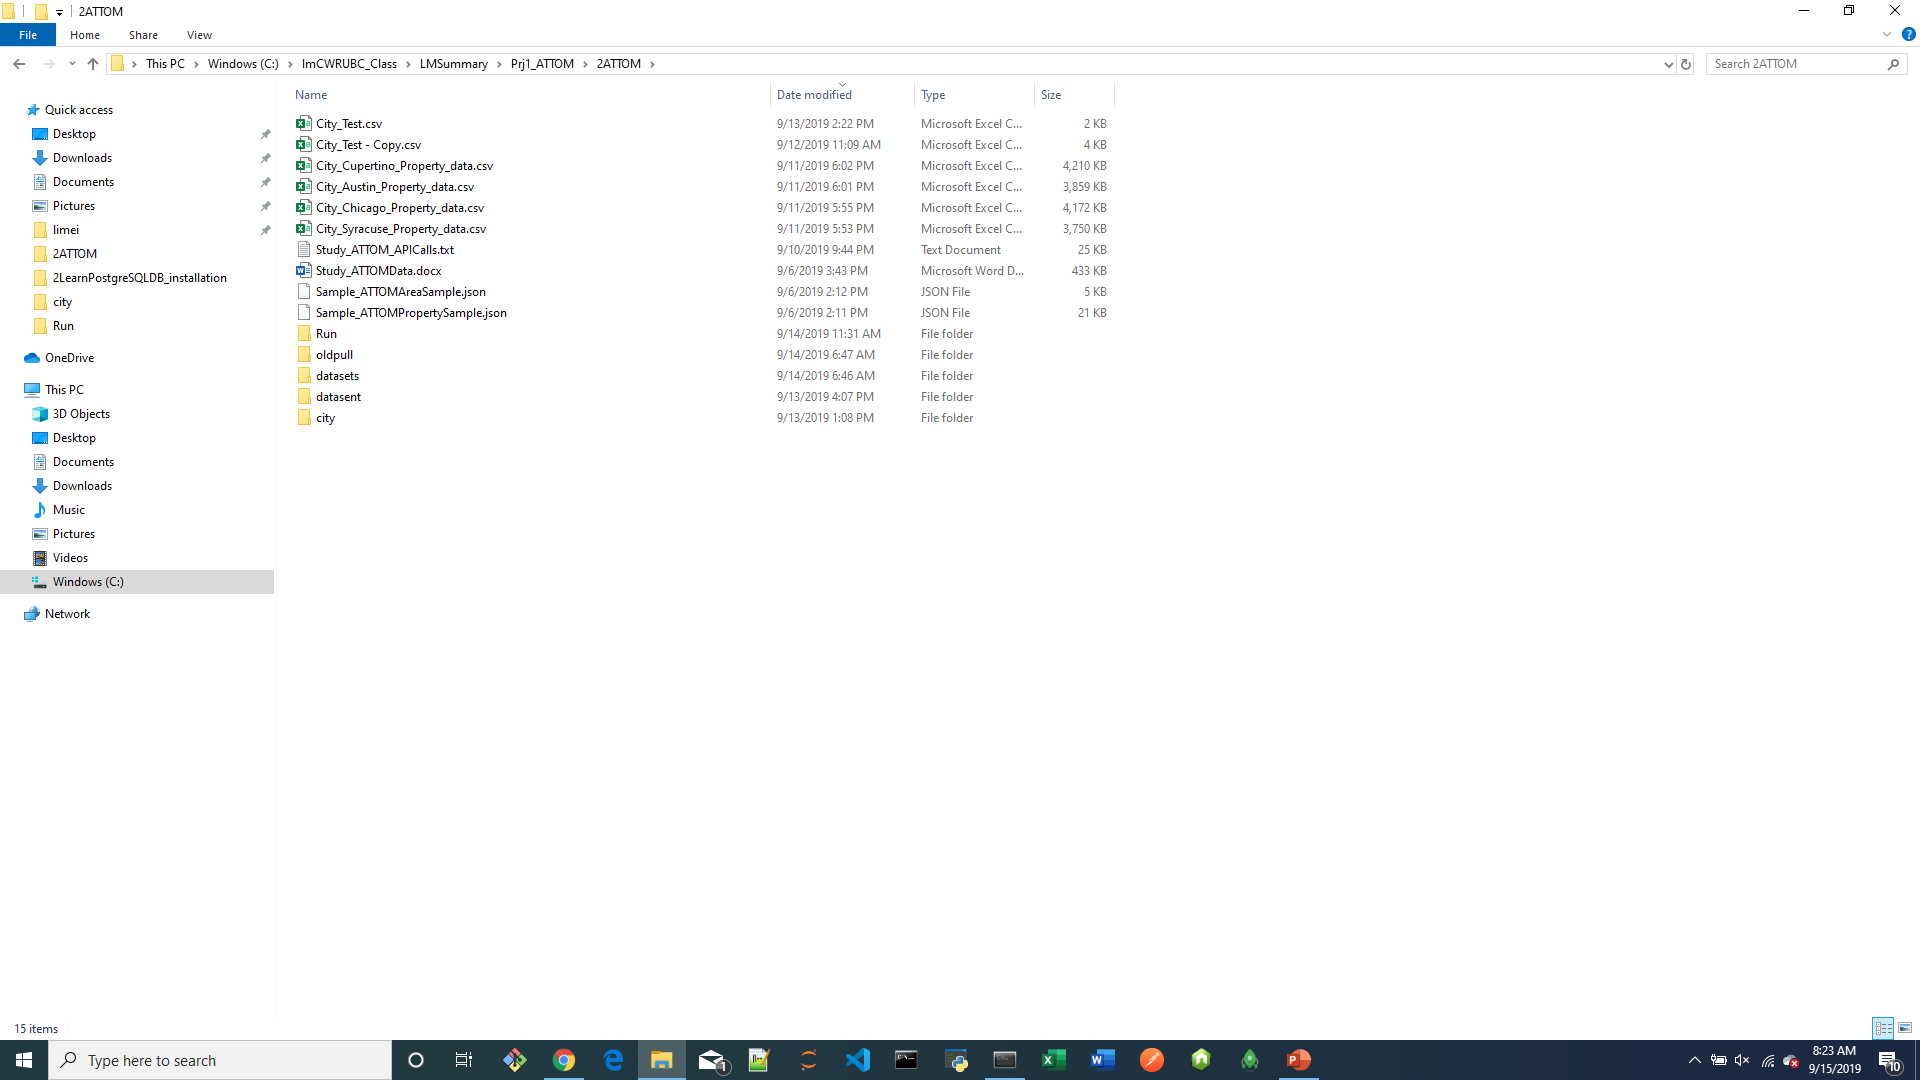 2ATTOM
File Home Share View
This PC Windows (C:) lmCWRUBC_Class LMSummary Prj1_ATTOM 2ATTOM
Search 2ATTOM
Name Date modified Type Size
Quick access
Desktop
Downloads
Documents
Pictures
limei
2ATTOM
2LearnPostgreSQLDB_installation
city
Run
OneDrive
This PC
3D Objects
Desktop
Documents
Downloads
Music
Pictures
Videos
Windows (C:)
Network
City_Test.csv 9/13/2019 2:22 PM Microsoft Excel C... 2 KB
City_Test - Copy.csv 9/12/2019 11:09 AM Microsoft Excel C... 4 KB
City_Cupertino_Property_data.csv 9/11/2019 6:02 PM Microsoft Excel C... 4,210 KB
City_Austin_Property_data.csv 9/11/2019 6:01 PM Microsoft Excel C... 3,859 KB
City_Chicago_Property_data.csv 9/11/2019 5:55 PM Microsoft Excel C... 4,172 KB
City_Syracuse_Property_data.csv 9/11/2019 5:53 PM Microsoft Excel C... 3,750 KB
Study_ATTOM_APICalls.txt 9/10/2019 9:44 PM Text Document 25 KB
Study_ATTOMData.docx 9/6/2019 3:43 PM Microsoft Word D... 433 KB
Sample_ATTOMAreaSample.json 9/6/2019 2:12 PM JSON File 5 KB
Sample_ATTOMPropertySample.json 9/6/2019 2:11 PM JSON File 21 KB
Run 9/14/2019 11:31 AM File folder
oldpull 9/14/2019 6:47 AM File folder
datasets 9/14/2019 6:46 AM File folder
datasent 9/13/2019 4:07 PM File folder
city 9/13/2019 1:08 PM File folder
15 items
Type here to search
1
8:23 AM
9/15/2019
10